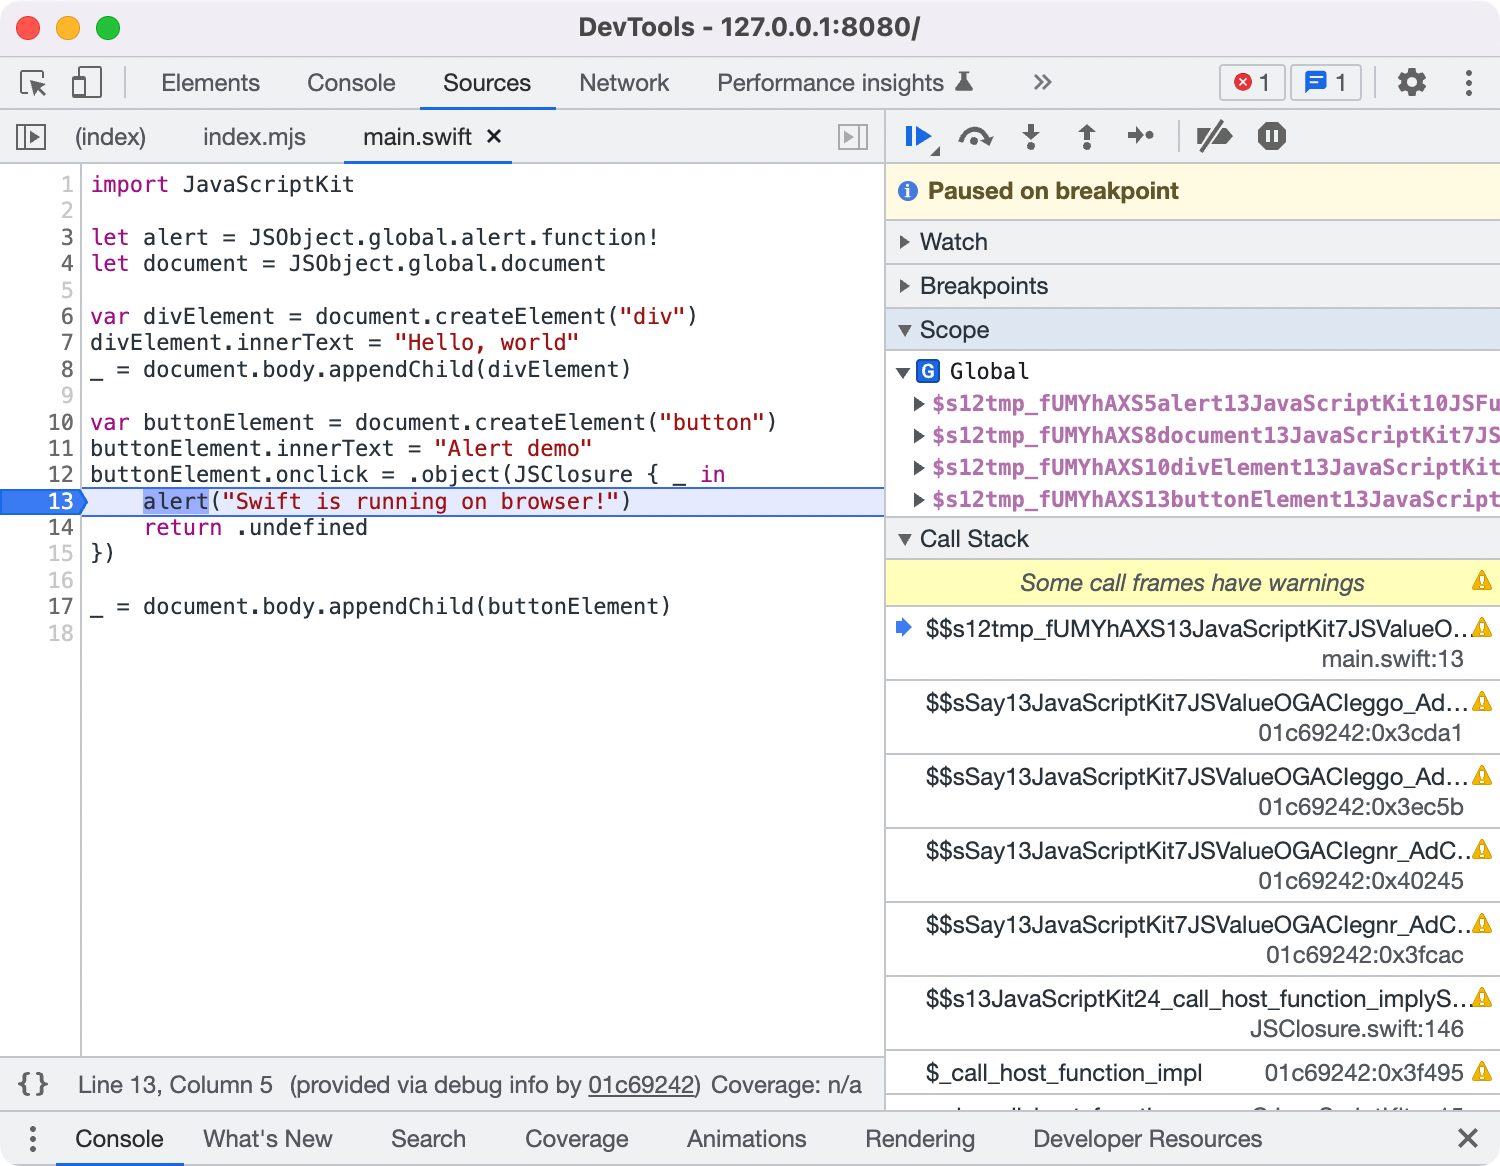 DevTools - 127.0.0.1:8080/
Elements Console Sources Network Performance insights 1 1
(index) index.mjs main.swift
1 import JavaScriptKit
2
3 let alert = JSObject.global.alert.function!
4 let document = JSObject.global.document
5
6 var divElement = document.createElement("div")
7 divElement.innerText = "Hello, world"
8 _ = document.body.appendChild(divElement)
9
10 var buttonElement = document.createElement("button")
11 buttonElement.innerText = "Alert demo"
12 buttonElement.onclick = .object(JSClosure { _ in
13 alert("Swift is running on browser!")
14 return .undefined
15 })
16
17 _ = document.body.appendChild(buttonElement)
18
{} Line 13, Column 5 (provided via debug info by 01c69242) Coverage: n/a
Paused on breakpoint
Watch
Breakpoints
Scope
G Global
$s12tmp_fUMYhAXS5alert13JavaScriptKit10JSFu
$s12tmp_fUMYhAXS8document13JavaScriptKit7JS
$s12tmp_fUMYhAXS10divElement13JavaScriptKit
$s12tmp_fUMYhAXS13buttonElement13JavaScript
Call Stack
Some call frames have warnings
$$s12tmp_fUMYhAXS13JavaScriptKit7JSValueO…
main.swift:13
$$sSay13JavaScriptKit7JSValueOGACIeggo_Ad…
01c69242:0x3cda1
$$sSay13JavaScriptKit7JSValueOGACIeggo_Ad…
01c69242:0x3ec5b
$$sSay13JavaScriptKit7JSValueOGACIegnr_AdC…
01c69242:0x40245
$$sSay13JavaScriptKit7JSValueOGACIegnr_AdC…
01c69242:0x3fcac
$$s13JavaScriptKit24_call_host_function_implyS…
JSClosure.swift:146
$_call_host_function_impl 01c69242:0x3f495
Console What's New Search Coverage Animations Rendering Developer Resources